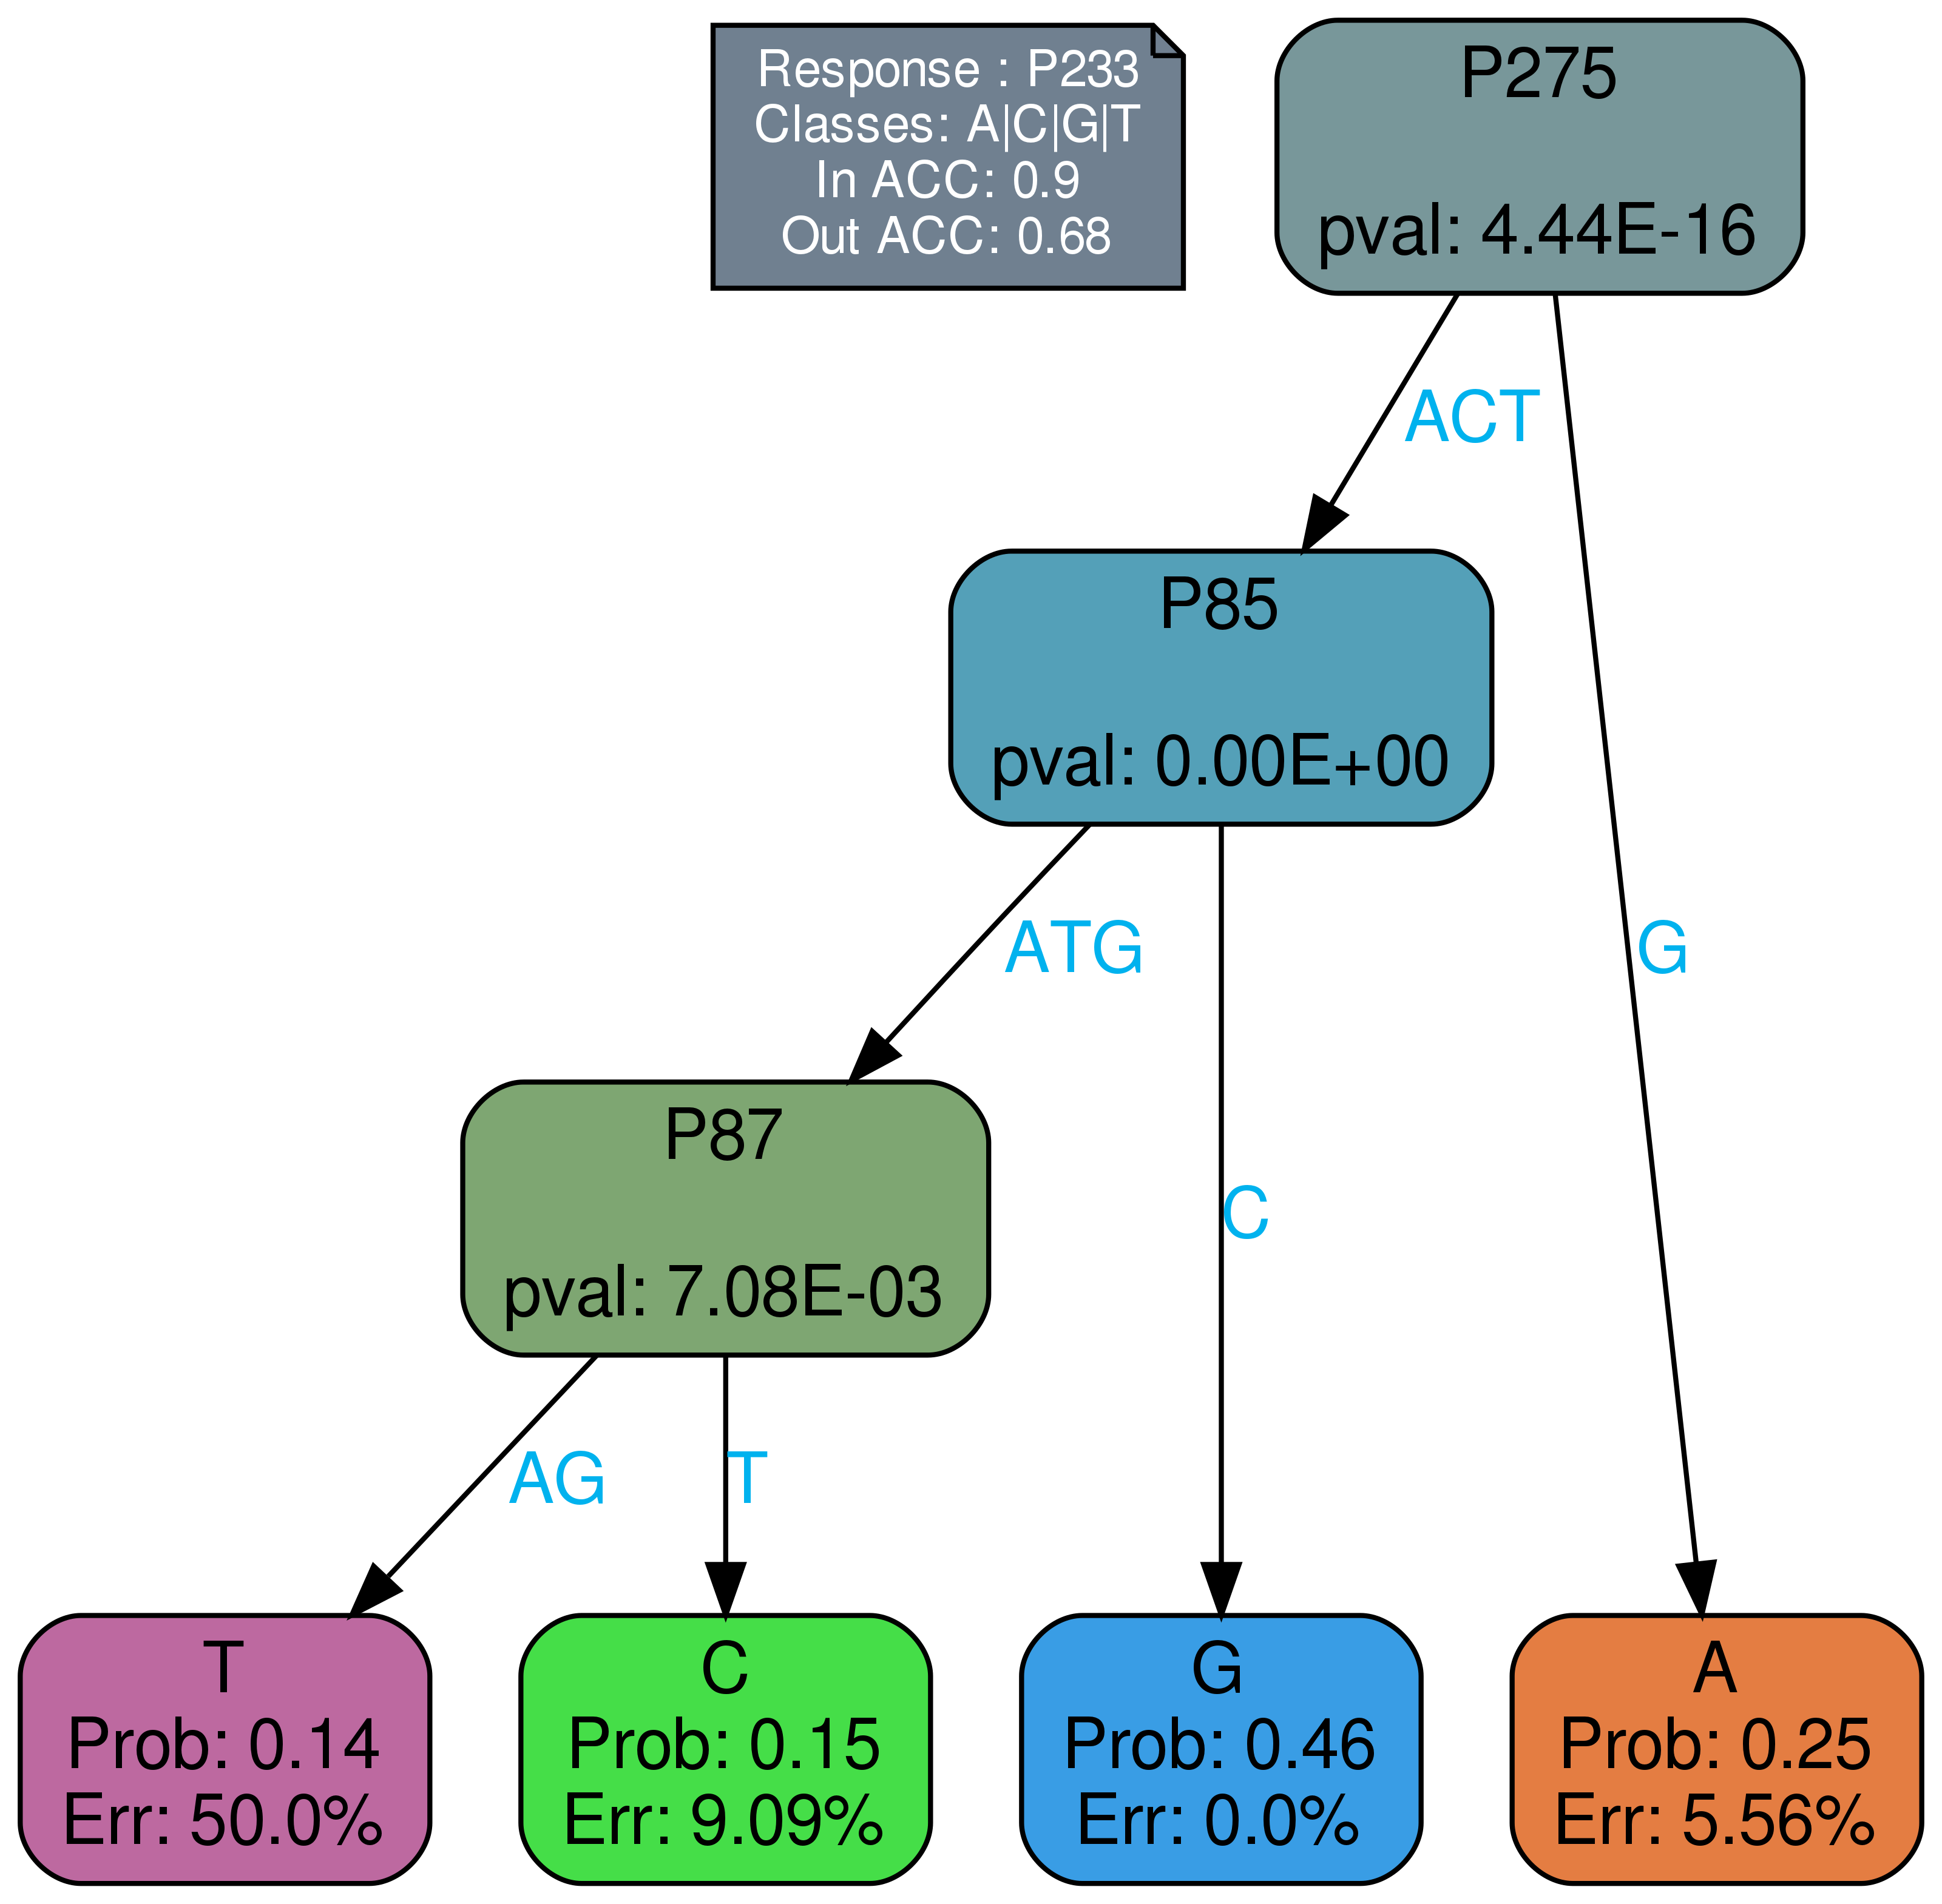 Response : P233
Classes: A|C|G|T
In ACC: 0.9
Out ACC: 0.68
P275
pval: 4.44E-16
ACT
P85
pval: 0.00E+00
ATG
G
P87
pval: 7.08E-03
C
AG
T
T
Prob: 0.14
Err: 50.0%
C
Prob: 0.15
Err: 9.09%
G
Prob: 0.46
Err: 0.0%
A
Prob: 0.25
Err: 5.56%